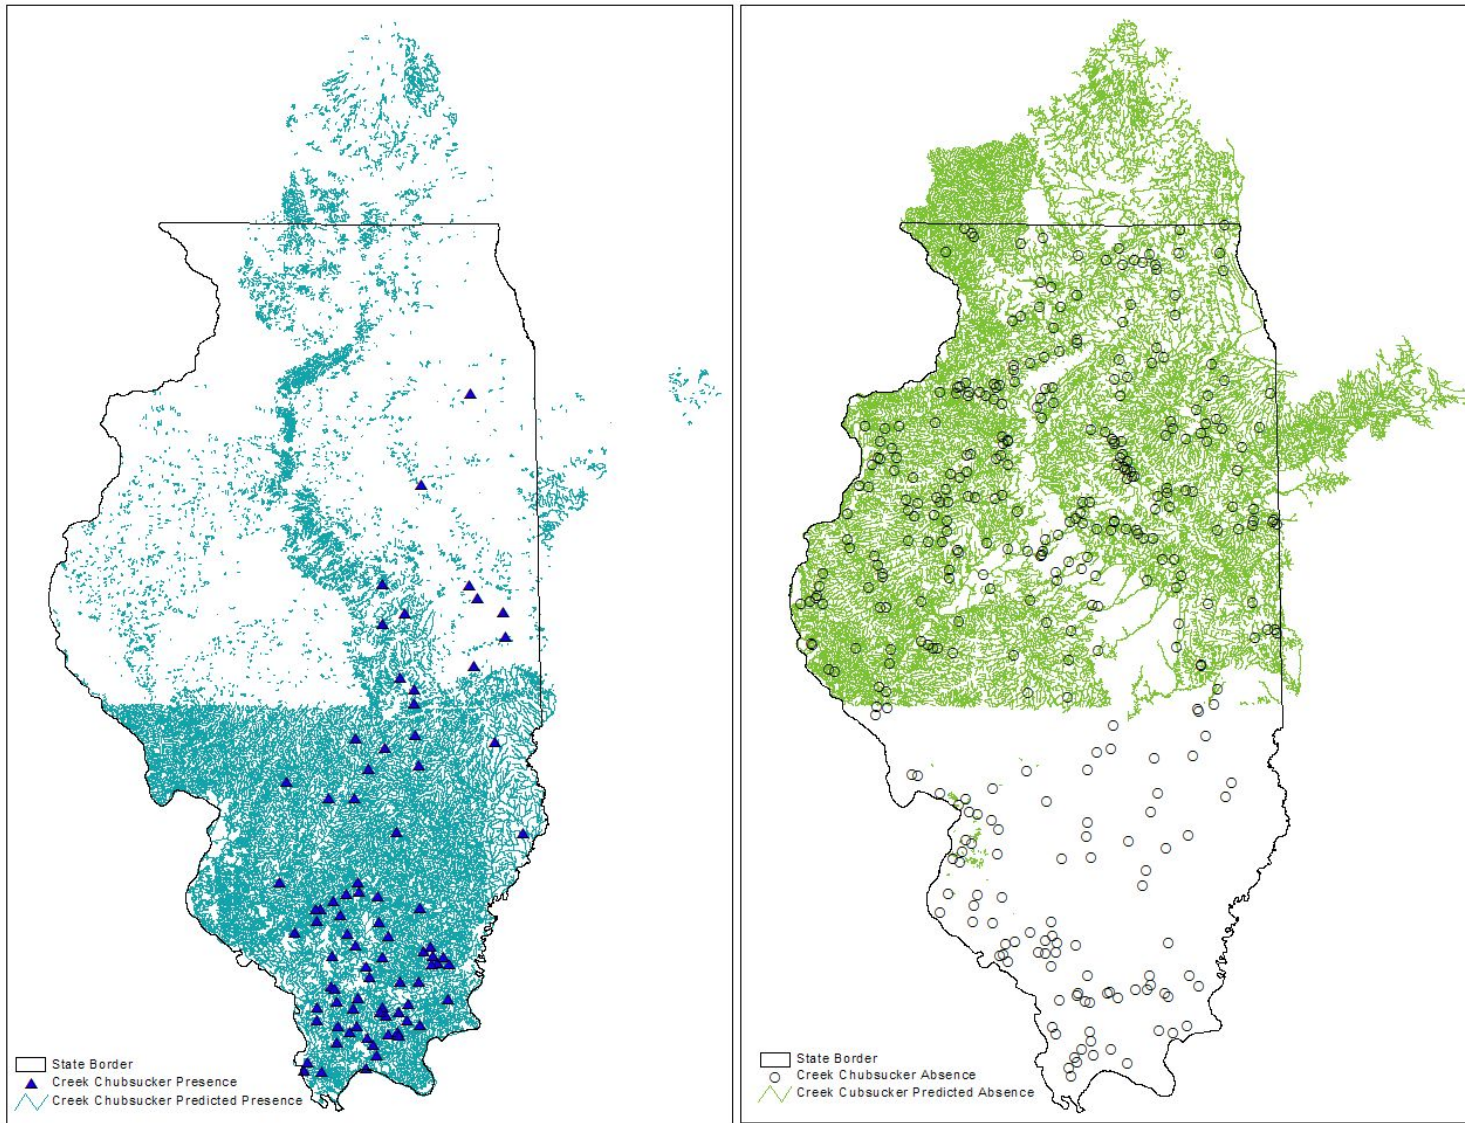 State Border
Creek Chubsucker Presence
Creek Chubsucker Predicted Presence
State Border
Creek Chubsucker Absence
Creek Cubsucker Predicted Absence